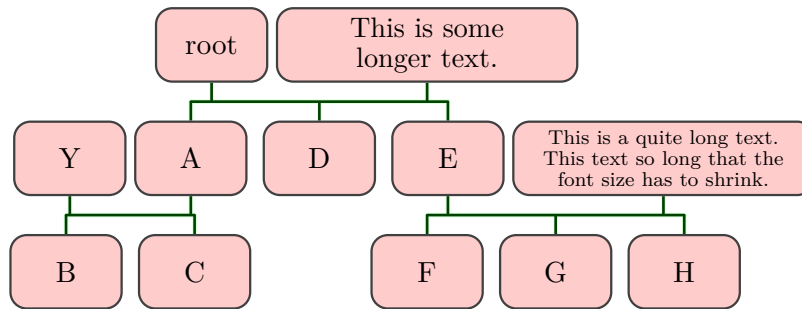 root
This is some
longer text.
Y
A
D
E
This is a quite long text.
This text so long that the
font size has to shrink.
B
C
F
G
H